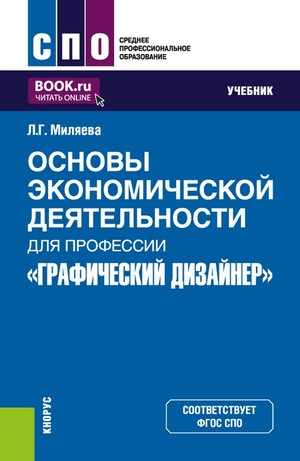 СПО
СРЕДНЕЕ
ПРОФЕССИОНАЛЬНОЕ
ОБРАЗОВАНИЕ
BOOK.ru
ЧИТАТЬ ONLINE
УЧЕБНИК
Л.Г. Миляева
ОСНОВЫ
ЭКОНОМИЧЕСКОЙ
ДЕЯТЕЛЬНОСТИ
ДЛЯ ПРОФЕССИИ
«ГРАФИЧЕСКИЙ ДИЗАЙНЕР»
КНОРУС
СООТВЕТСТВУЕТ
ФГОС СПО